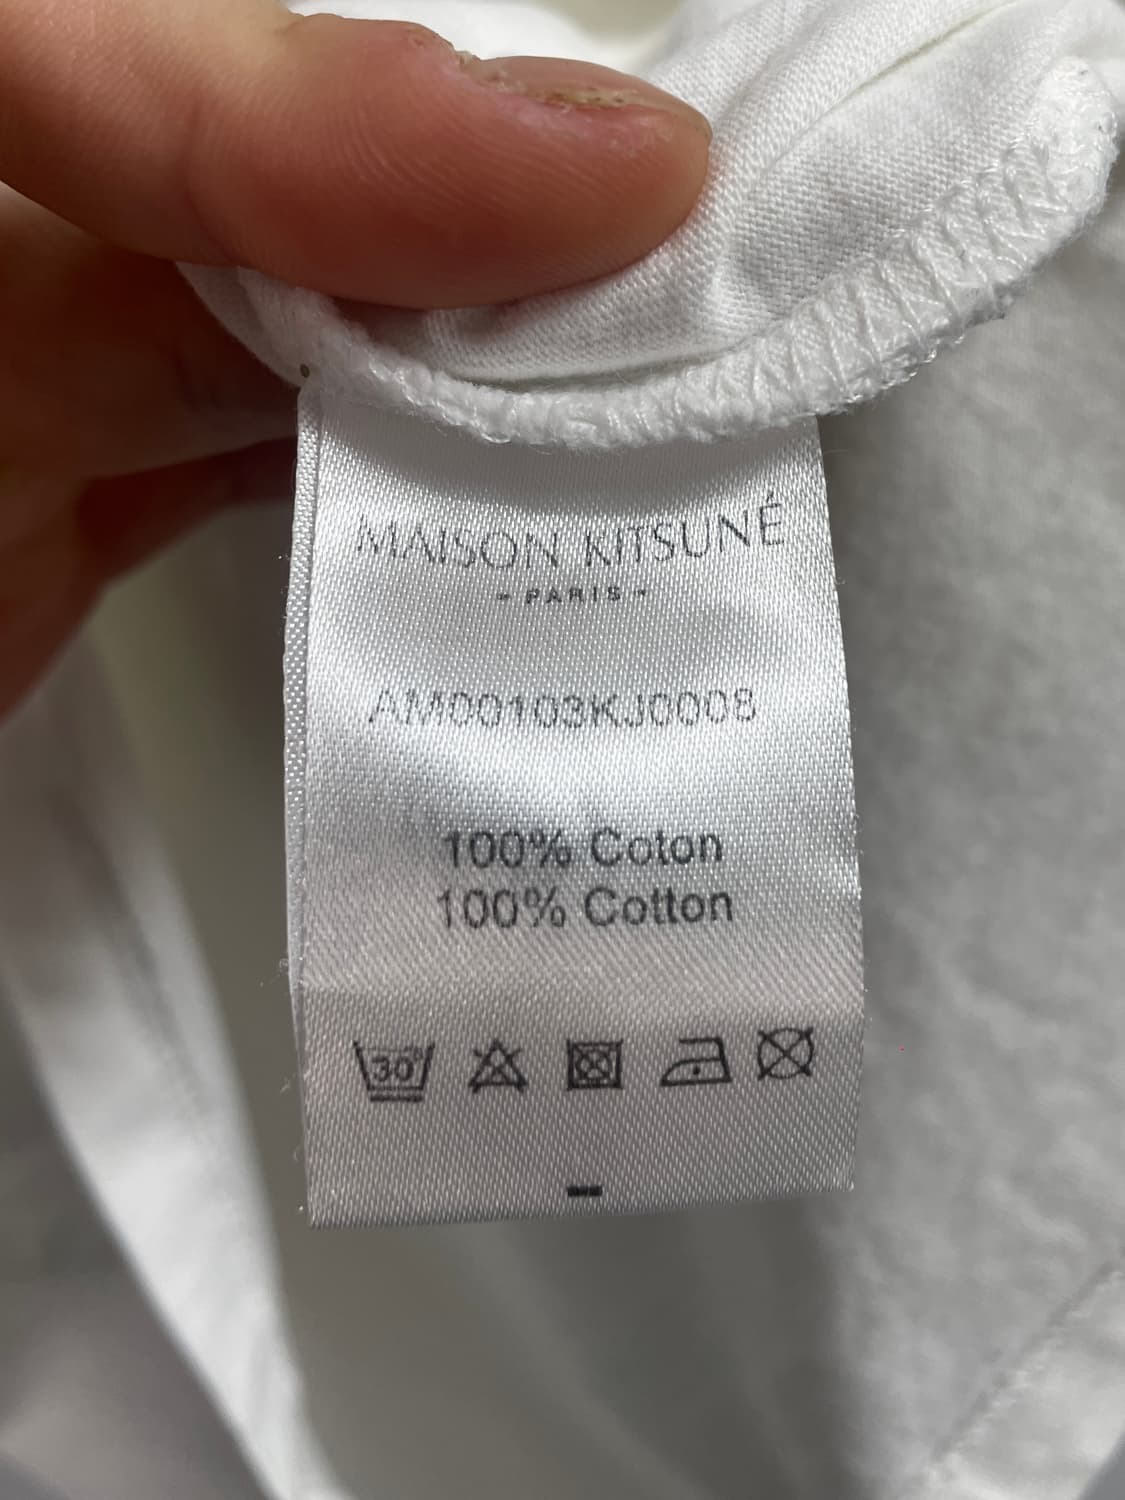 MAISON KITSUNÉ
- PARIS -
AM00103KJ0008
100% Coton
100% Cotton
30°